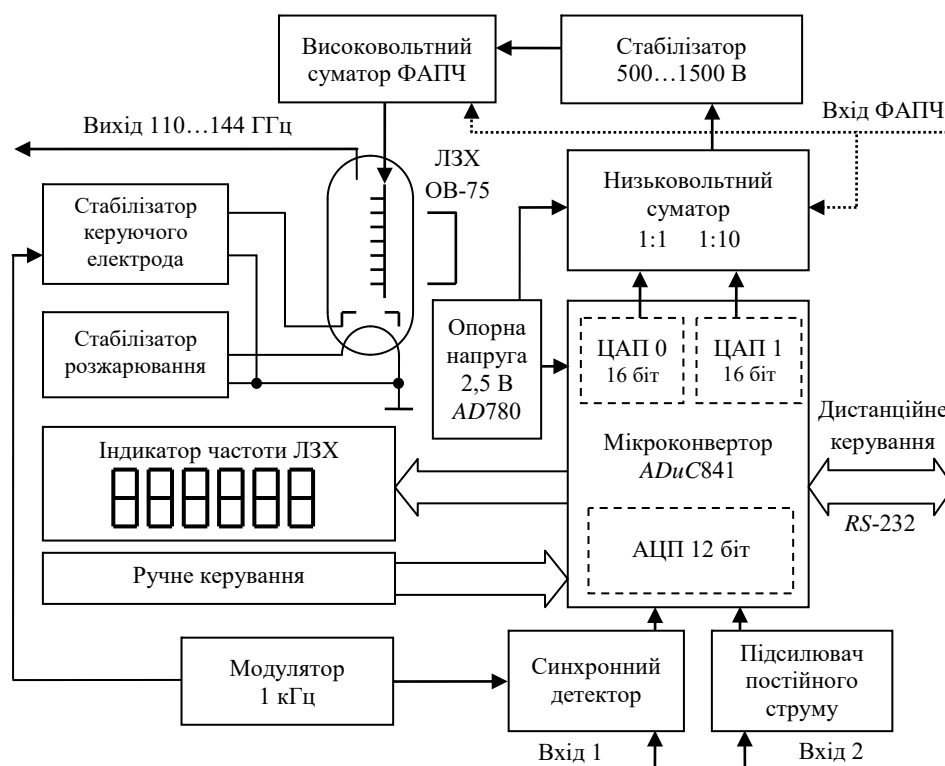 Високовольтний
суматор ФАПЧ
Стабілізатор
500…1500 В
Вхід ФАПЧ
Вихід 110…144 ГГц
ЛЗХ
ОВ-75
Стабілізатор
керуючого
електрода
Низьковольтний
суматор
1:1 1:10
Стабілізатор
розжарювання
Опорна
напруга
2,5 В
AD780
ЦАП 0
16 біт
ЦАП 1
16 біт
Індикатор частоти ЛЗХ
Мікроконвертор
ADuC841
Дистанційне
керування
RS-232
АЦП 12 біт
Ручне керування
Модулятор
1 кГц
Синхронний
детектор
Підсилювач
постійного
струму
Вхід 1
Вхід 2